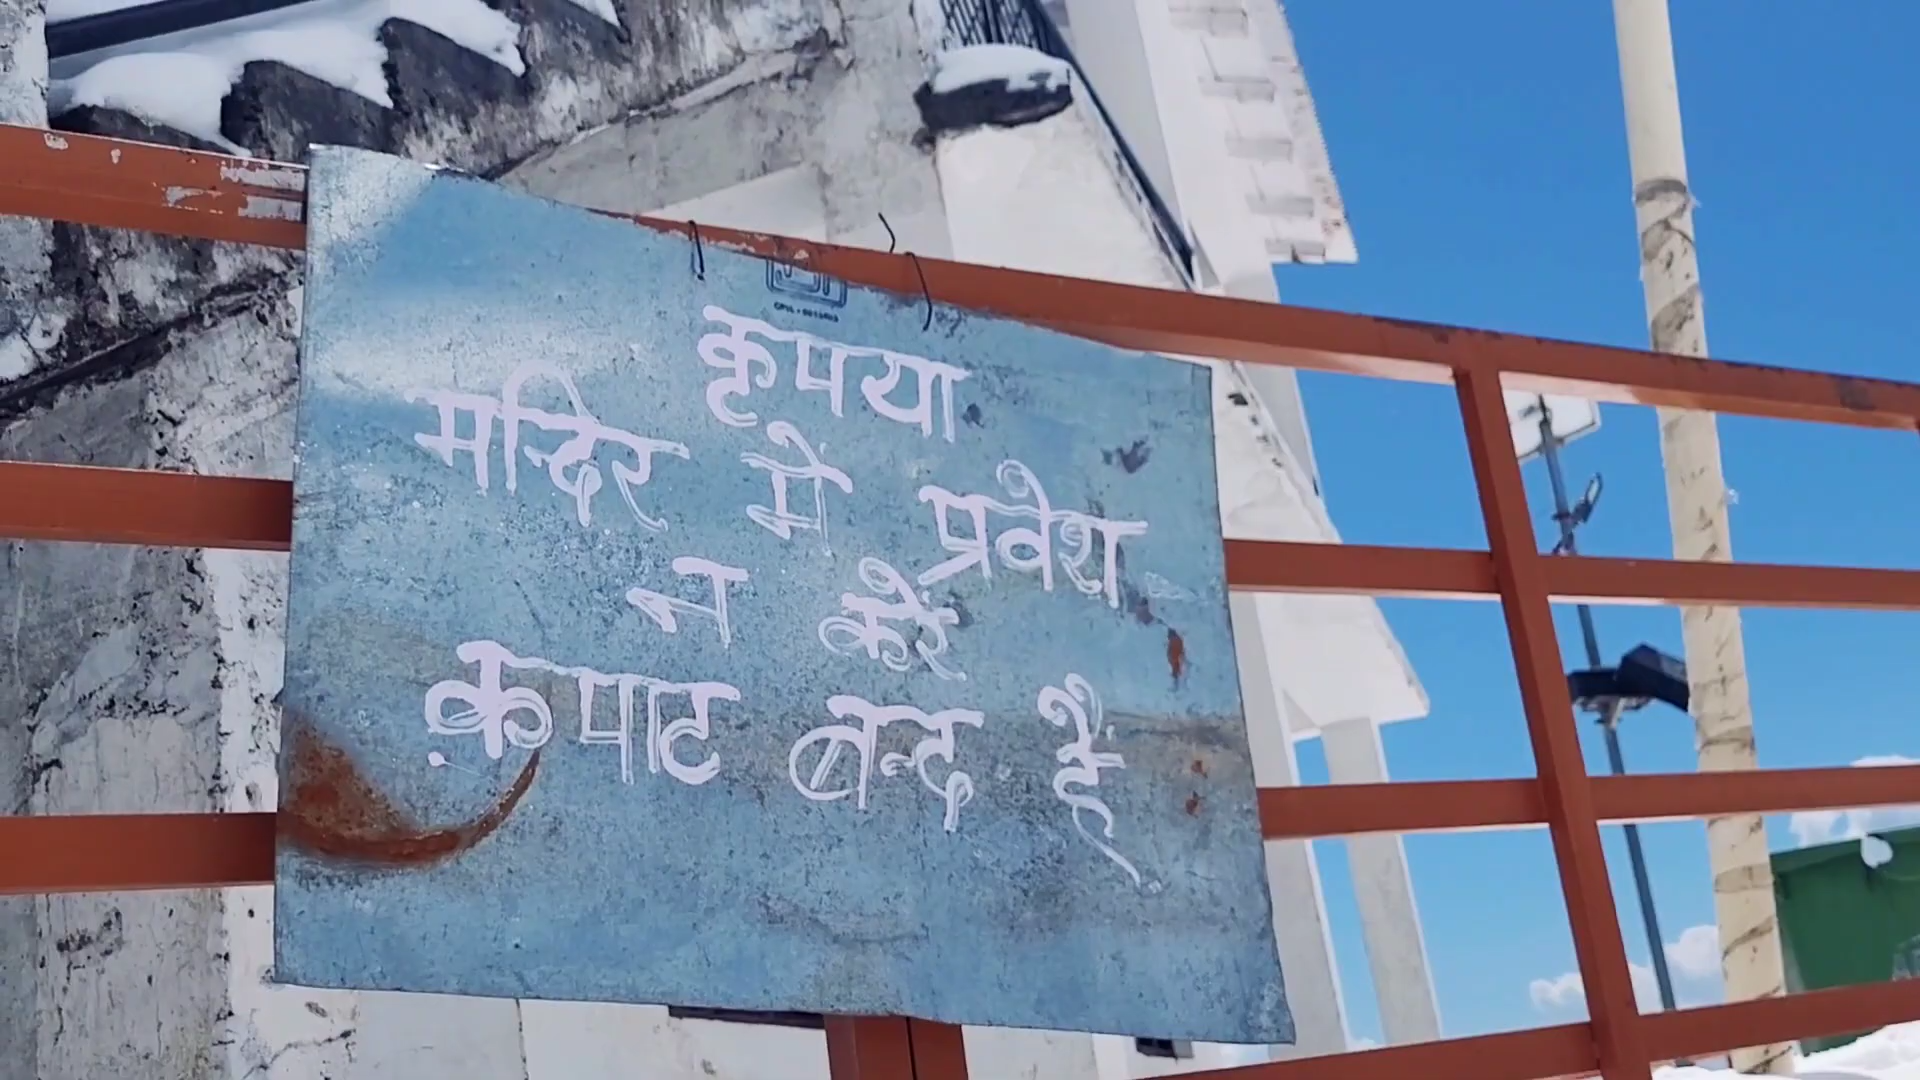 कृपया
मन्दिर में प्रवेश
न करें
कपाट बन्द हैं